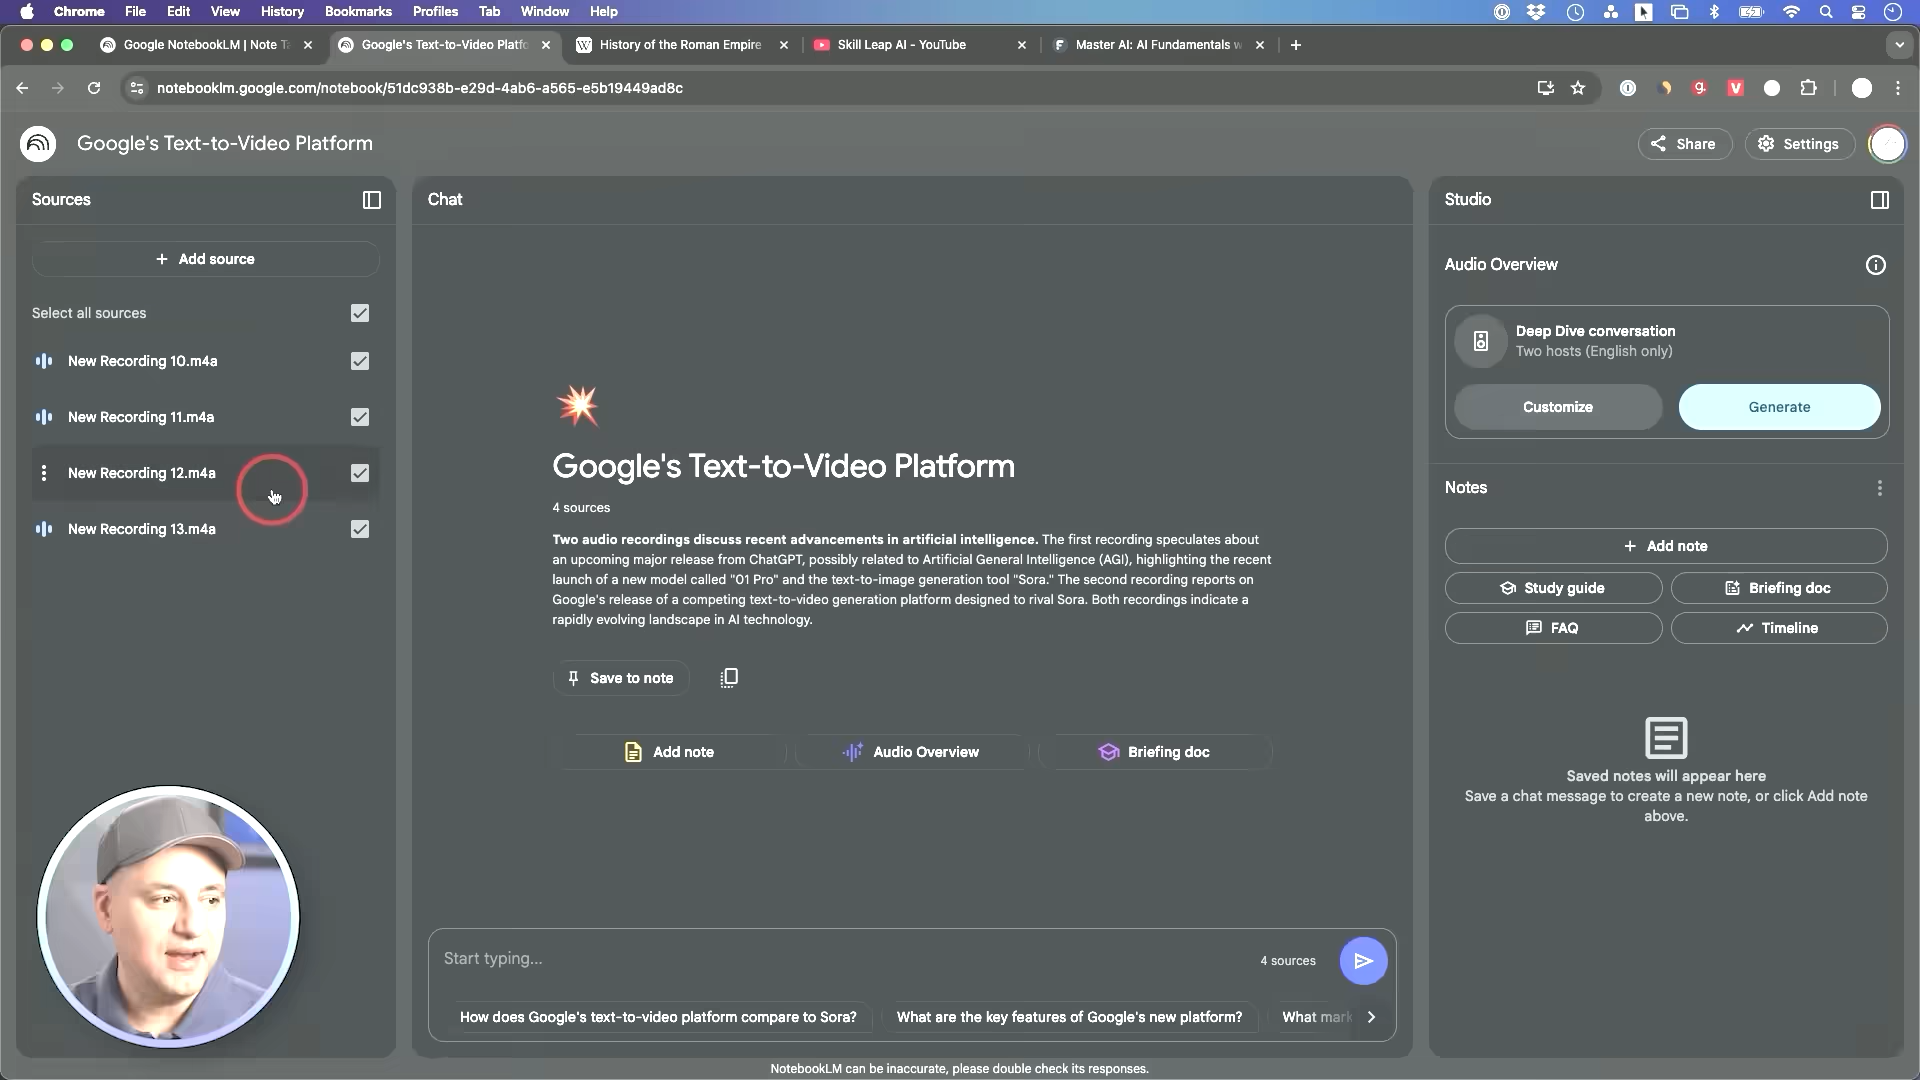 Chrome File Edit View History Bookmarks Profiles Tab Window Help
Google NotebookLM | Note T
Google's Text-to-Video Platfo
W History of the Roman Empire
Skill Leap AI - YouTube
Master AI: AI Fundamentals w
notebooklm.google.com/notebook/51dc938b-e29d-4ab6-a565-e5b19449ad8c
Google's Text-to-Video Platform
Share
Settings
Sources
+ Add source
Select all sources
New Recording 10.m4a
New Recording 11.m4a
New Recording 12.m4a
New Recording 13.m4a
Chat
Google's Text-to-Video Platform
4 sources
Two audio recordings discuss recent advancements in artificial intelligence. The first recording speculates about
an upcoming major release from ChatGPT, possibly related to Artificial General Intelligence (AGI), highlighting the recent
launch of a new model called "01 Pro" and the text-to-image generation tool "Sora." The second recording reports on
Google's release of a competing text-to-video generation platform designed to rival Sora. Both recordings indicate a
rapidly evolving landscape in AI technology.
Save to note
Add note
Audio Overview
Briefing doc
Start typing...
4 sources
How does Google's text-to-video platform compare to Sora?
What are the key features of Google's new platform?
What mark
Studio
Audio Overview
Deep Dive conversation
Two hosts (English only)
Customize
Generate
Notes
+ Add note
Study guide
Briefing doc
FAQ
Timeline
Saved notes will appear here
Save a chat message to create a new note, or click Add note
above.
NotebookLM can be inaccurate, please double check its responses.